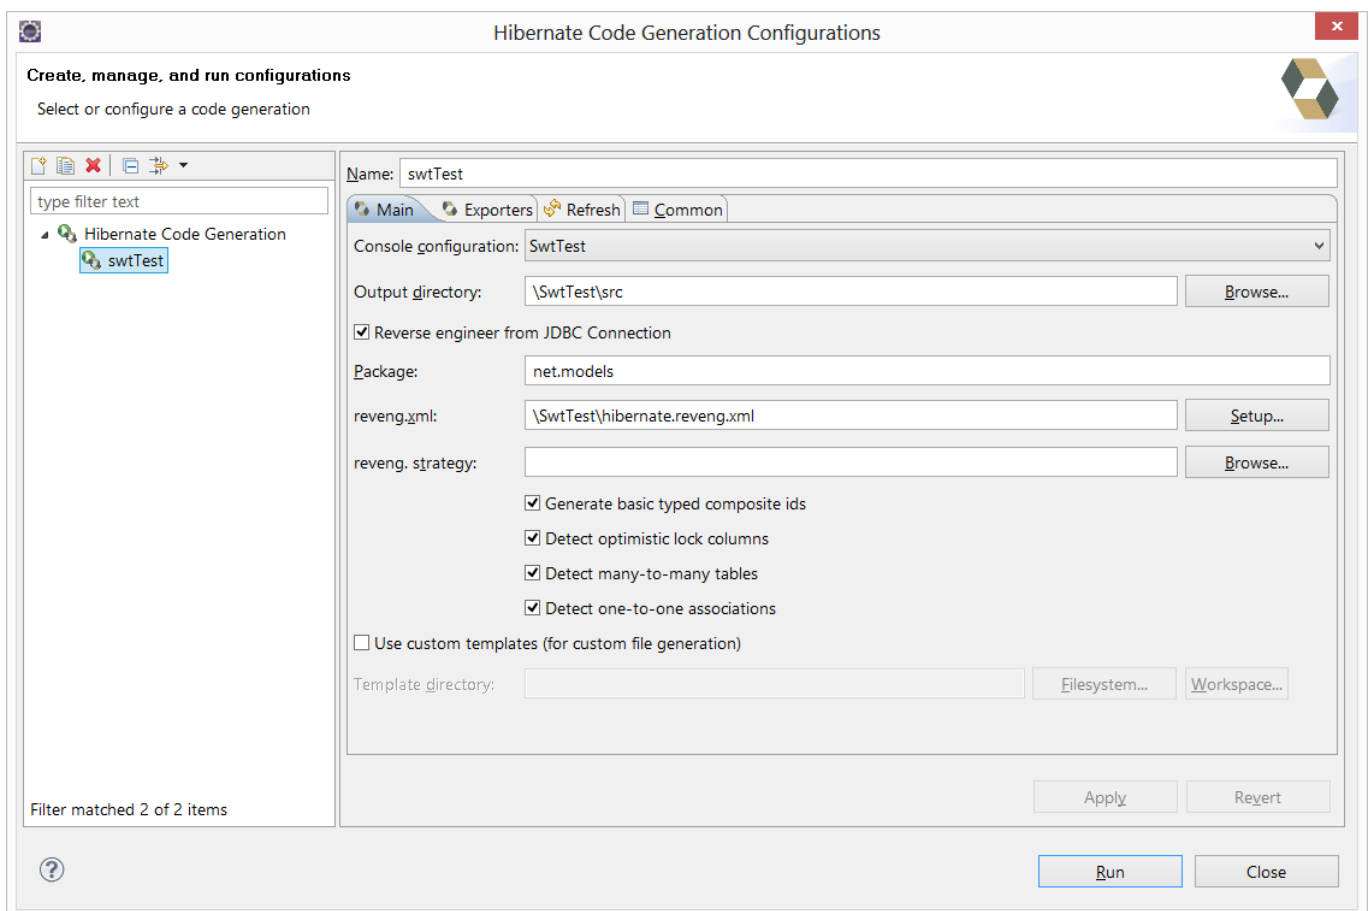 Hibernate Code Generation Configurations
Create, manage, and run configurations
Select or configure a code generation
type filter text
Hibernate Code Generation
swtTest
Filter matched 2 of 2 items
Name: swtTest
Main Exporters Refresh Common
Console configuration: SwtTest
Output directory: \SwtTest\src Browse...
Reverse engineer from JDBC Connection
Package: net.models
reveng.xml: \SwtTest\hibernate.reveng.xml Setup...
reveng. strategy: Browse...
Generate basic typed composite ids
Detect optimistic lock columns
Detect many-to-many tables
Detect one-to-one associations
Use custom templates (for custom file generation)
Template directory: Filesystem... Workspace...
Apply Revert
Run Close